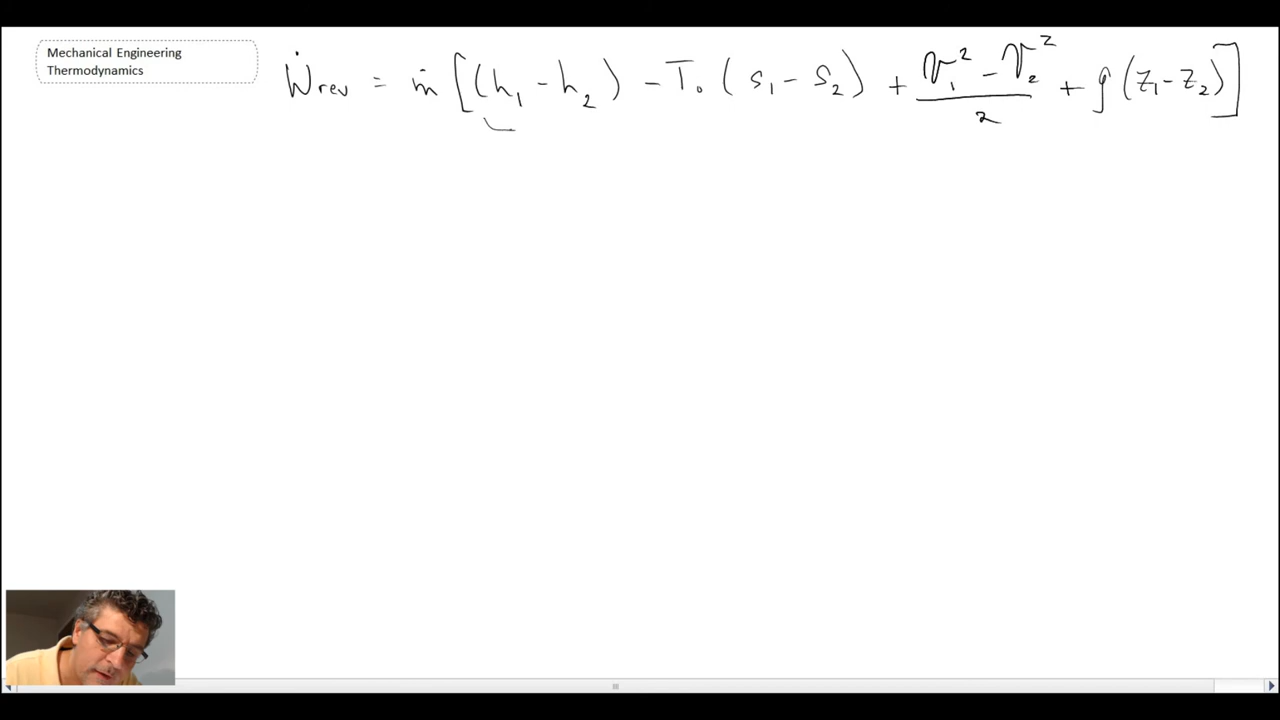 Mechanical Engineering
Thermodynamics
Ẇrev = ṁ [(h₁ - h₂) - T₀ (s₁ - s₂) + (V₁² - V₂²)/2 + g (z₁ - z₂)]